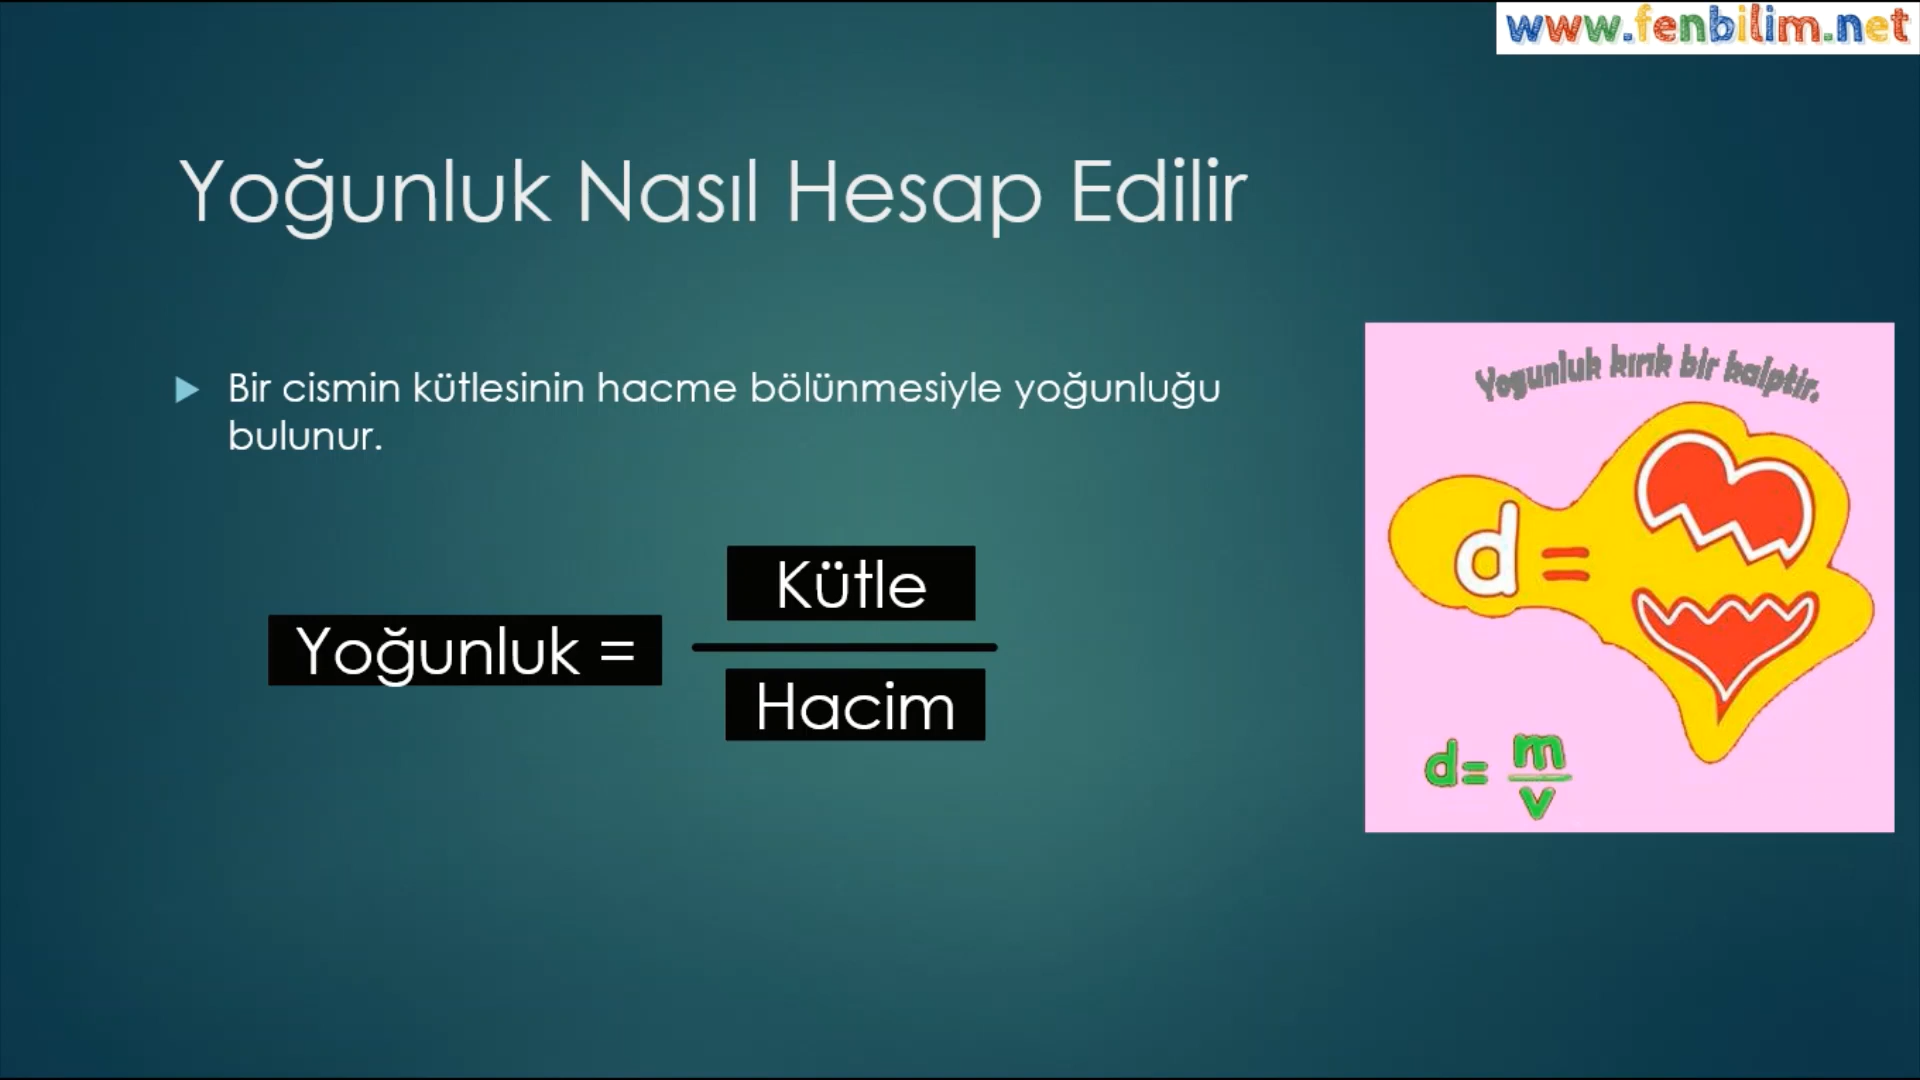 www.fenbilim.net
Yoğunluk Nasıl Hesap Edilir
Bir cismin kütlesinin hacme bölünmesiyle yoğunluğu
bulunur.
Kütle
Yoğunluk =
Hacim
Yogunluk kırık bir kalptir.
d =
d= m
v